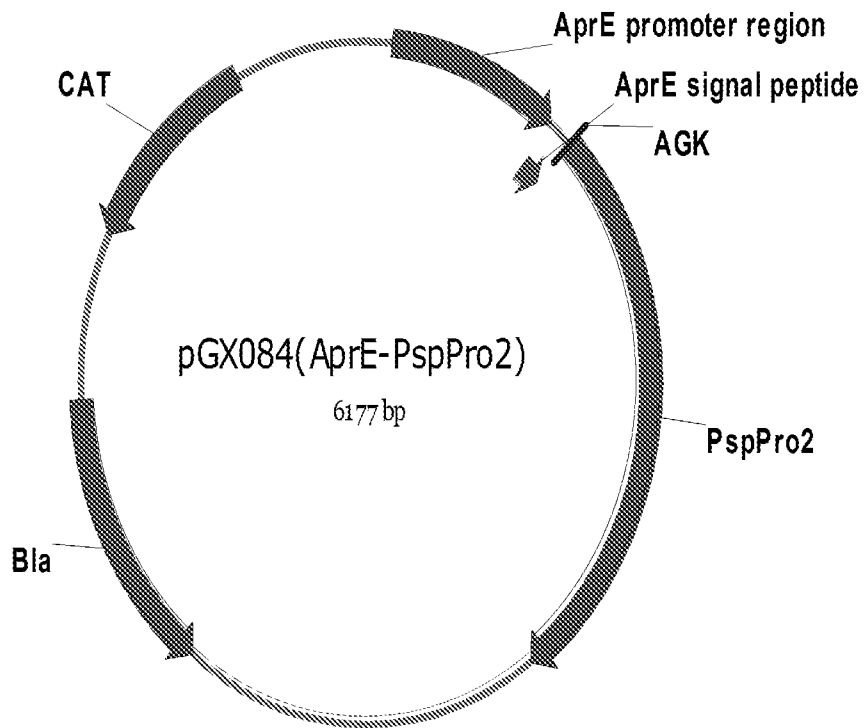 AprE promoter region
CAT
AprE signal peptide
AGK
pGX084(AprE-PspPro2)
6177 bp
PspPro2
Bla